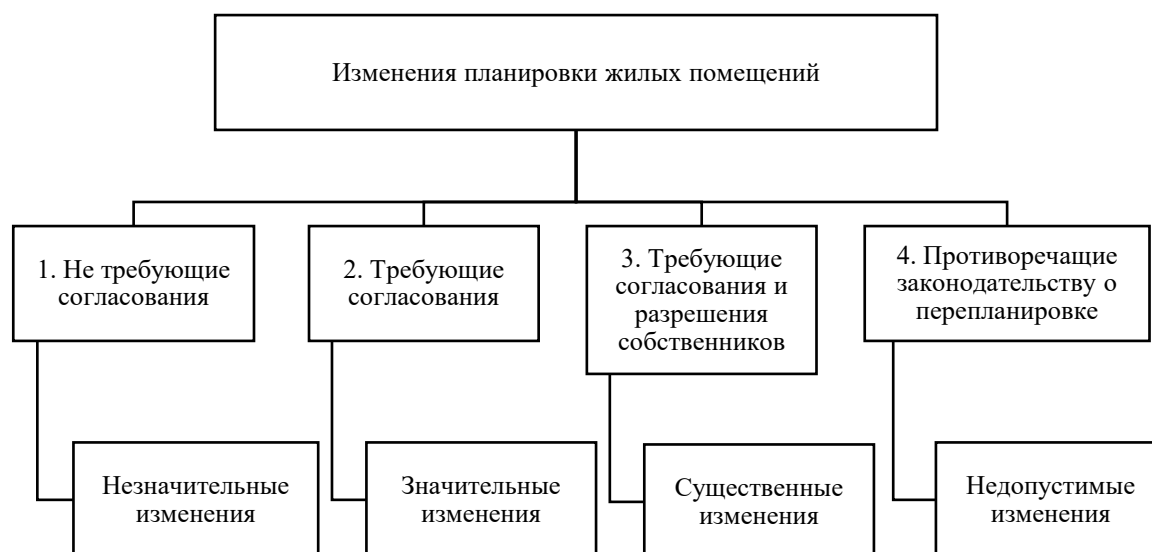 Изменения планировки жилых помещений
1. Не требующие
согласования
2. Требующие
согласования
3. Требующие
согласования и
разрешения
собственников
4. Противоречащие
законодательству о
перепланировке
Незначительные
изменения
Значительные
изменения
Существенные
изменения
Недопустимые
изменения